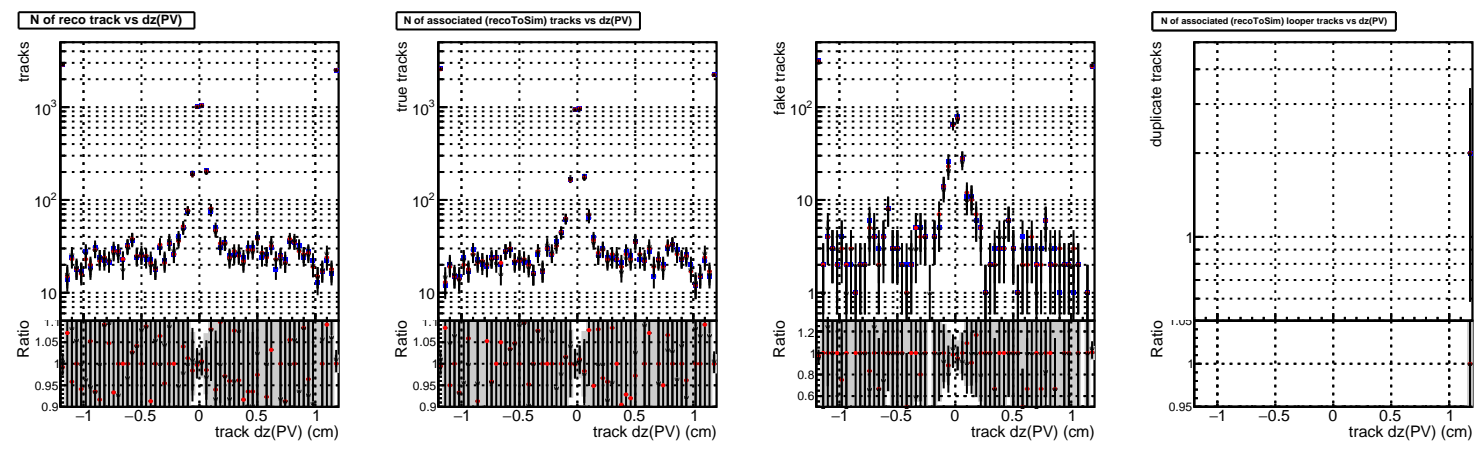 N of reco track vs dz(PV)
tracks
10³
10²
10
Ratio
1.1
1.05
1
0.95
0.9
−1 −0.5 0 0.5 1
track dz(PV) (cm)
N of associated (recoToSim) tracks vs dz(PV)
true tracks
10³
10²
10
Ratio
1.1
1.05
1
0.95
0.9
−1 −0.5 0 0.5 1
track dz(PV) (cm)
fake tracks
10²
10
1
Ratio
1.2
1
0.8
0.6
−1 −0.5 0 0.5 1
track dz(PV) (cm)
N of associated (recoToSim) looper tracks vs dz(PV)
duplicate tracks
1
Ratio
1.05
1
0.95
−1 −0.5 0 0.5 1
track dz(PV) (cm)